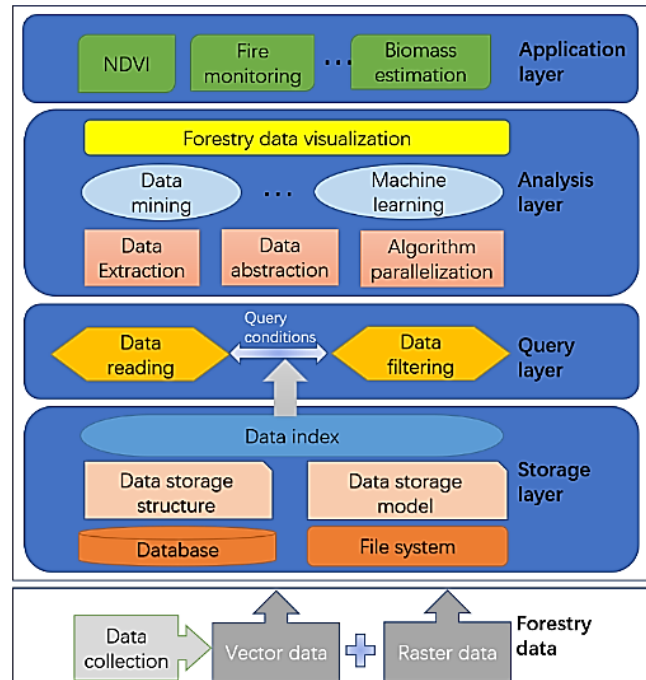 NDVI
Fire
monitoring
...
Biomass
estimation
Application
layer
Forestry data visualization
Data
mining
...
Machine
learning
Analysis
layer
Data
Extraction
Data
abstraction
Algorithm
parallelization
Query
conditions
Data
reading
Data
filtering
Query
layer
Data index
Data storage
structure
Data storage
model
Storage
layer
Database
File system
Data
collection
Vector data
Raster data
Forestry
data